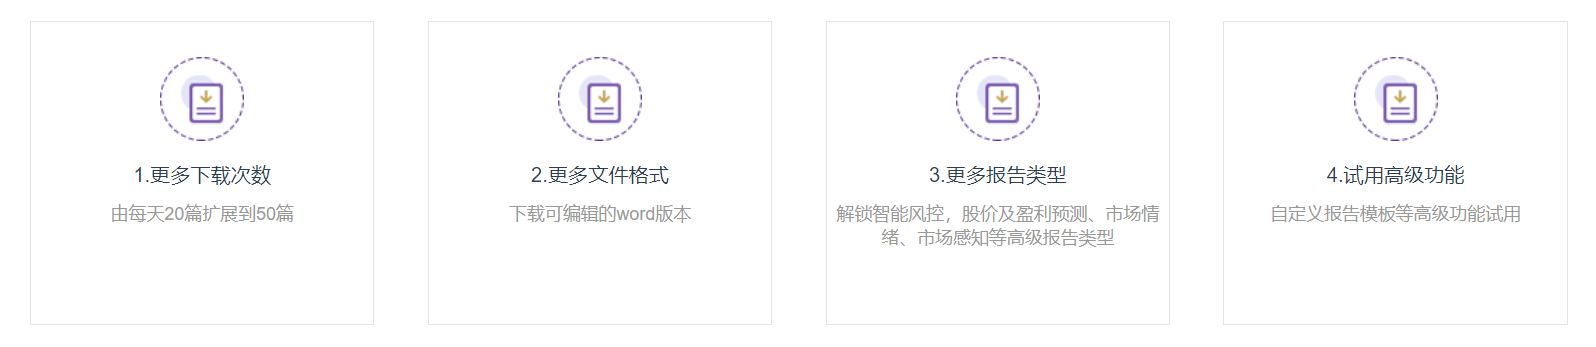 1.更多下载次数
由每天20篇扩展到50篇
2.更多文件格式
下载可编辑的word版本
3.更多报告类型
解锁智能风控，股价及盈利预测、市场情
绪、市场感知等高级报告类型
4.试用高级功能
自定义报告模板等高级功能试用